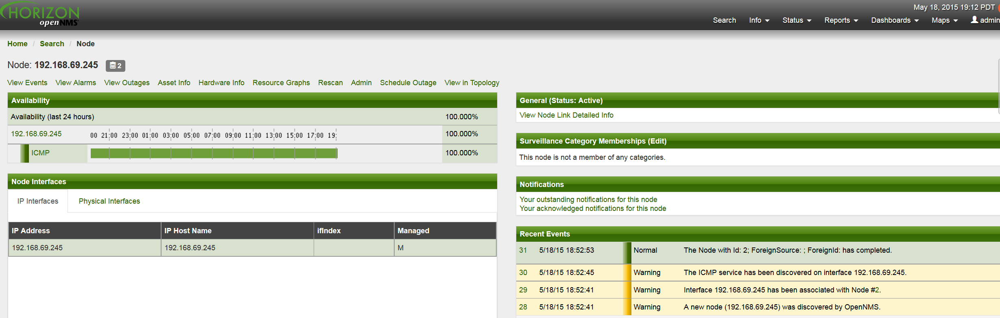 HORIZON
openNMS
May 18, 2015 19:12 PDT
Search Info Status Reports Dashboards Maps admin
Home / Search / Node
Node: 192.168.69.245 2
View Events View Alarms View Outages Asset Info Hardware Info Resource Graphs Rescan Admin Schedule Outage View in Topology
Availability
Availability (last 24 hours) 100.000%
192.168.69.245 00 21:00 23:00 01:00 03:00 05:00 07:00 09:00 11:00 13:00 15:00 17:00 19: 100.000%
ICMP 100.000%
Node Interfaces
IP Interfaces Physical Interfaces
IP Address IP Host Name ifIndex Managed
192.168.69.245 192.168.69.245 M
General (Status: Active)
View Node Link Detailed Info
Surveillance Category Memberships (Edit)
This node is not a member of any categories.
Notifications
Your outstanding notifications for this node
Your acknowledged notifications for this node
Recent Events
31 5/18/15 18:52:53 Normal The Node with Id: 2; ForeignSource: ; ForeignId: has completed.
30 5/18/15 18:52:45 Warning The ICMP service has been discovered on interface 192.168.69.245.
29 5/18/15 18:52:41 Warning Interface 192.168.69.245 has been associated with Node #2.
28 5/18/15 18:52:41 Warning A new node (192.168.69.245) was discovered by OpenNMS.